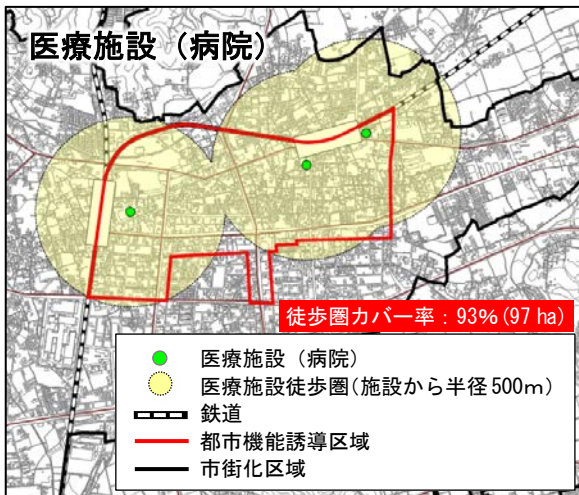 医療施設（病院）
徒歩圏カバー率：93％(97 ha)
医療施設（病院）
医療施設徒歩圏(施設から半径500ｍ)
鉄道
都市機能誘導区域
市街化区域